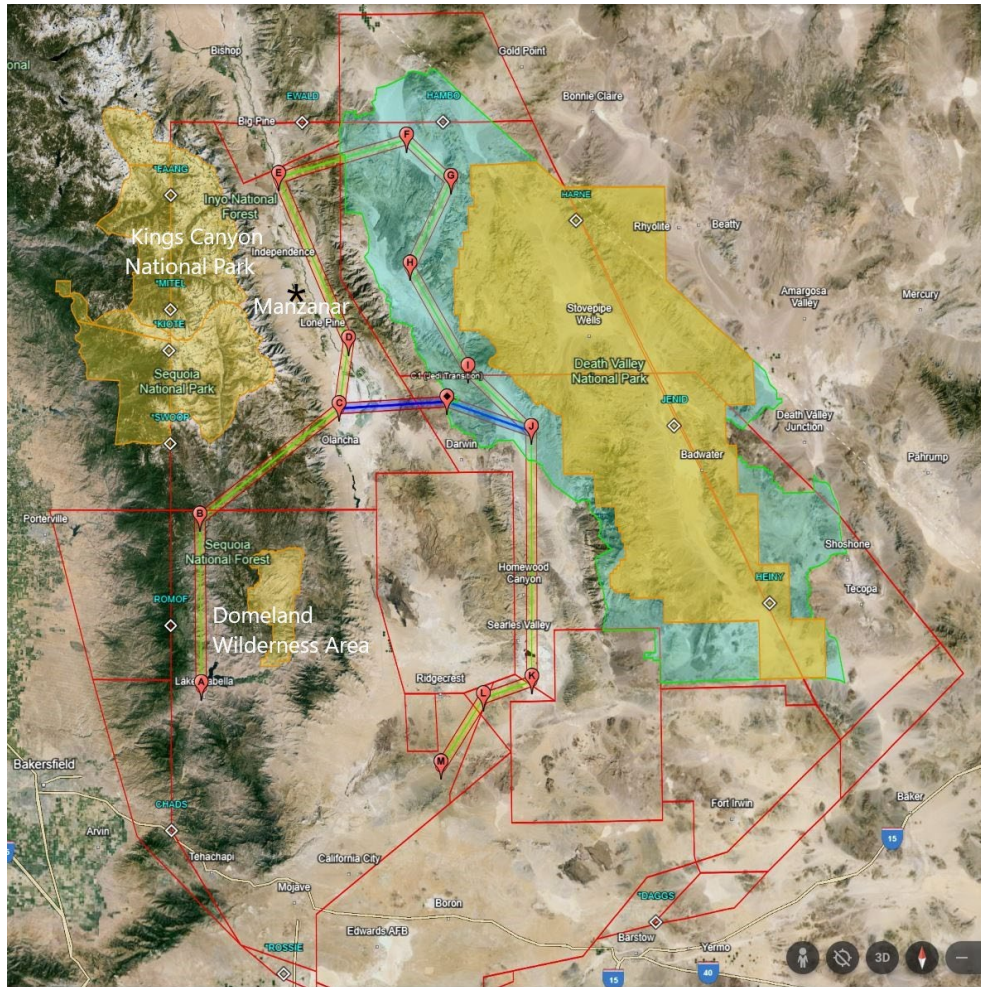 onal
Bishop
Gold Point
EWALD
HAMBO
Bonnie Claire
Big Pine
F
E
G
*FAANG
HARNE
Inyo National
Forest
Rhyolite
Beatty
Kings Canyon
National Park
Independence
H
*MITEL
Amargosa
Valley
Mercury
*
Manzanar
Stovepipe
Wells
*KIOTE
Lone Pine
D
Sequoia
National Park
I
Death Valley
National Park
C1 (Jedi Transition)
JENID
C
*SWOOP
Death Valley
Junction
J
Olancha
Darwin
Badwater
Pahrump
B
Porterville
Sequoia
National Forest
Shoshone
Homewood
Canyon
HEINY
Tecopa
ROMOF
Domeland
Wilderness Area
Searles Valley
A
Ridgecrest
K
L
M
Bakersfield
CHADS
Fort Irwin
Baker
Arvin
15
Tehachapi
California City
Mojave
Boron
*DAGGS
Edwards AFB
Barstow
*ROSSIE
Yermo
15
40
3D